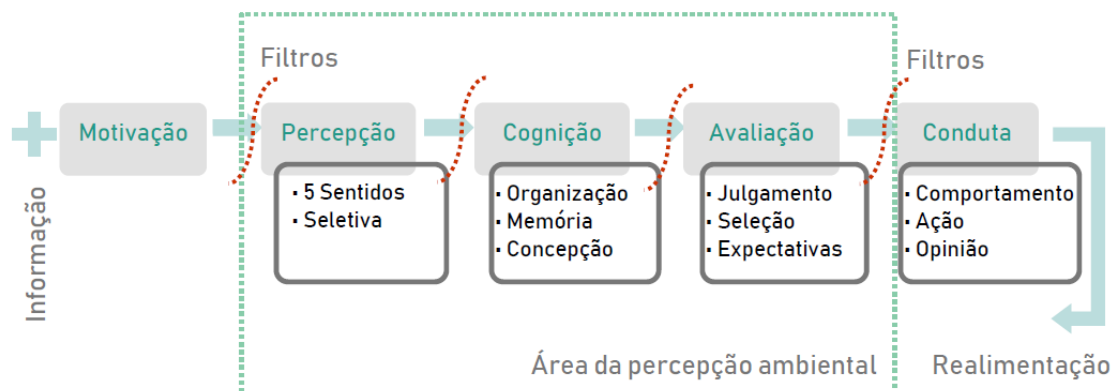 Filtros
Filtros
Informação
Motivação
Percepção
Cognição
Avaliação
Conduta
· 5 Sentidos
· Seletiva
· Organização
· Memória
· Concepção
· Julgamento
· Seleção
· Expectativas
· Comportamento
· Ação
· Opinião
Área da percepção ambiental
Realimentação